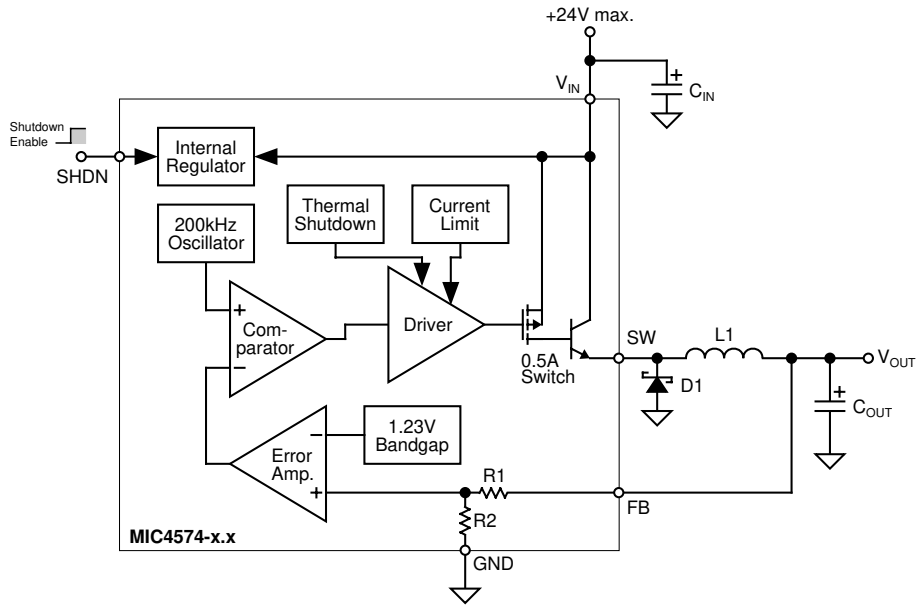 +24V max.
VIN
+
CIN
Shutdown
Enable
SHDN
Internal
Regulator
Thermal
Shutdown
Current
Limit
200kHz
Oscillator
+
Com-
parator
−
Driver
0.5A
Switch
SW
L1
VOUT
D1
+
COUT
Error
Amp.
−
+
1.23V
Bandgap
R1
R2
FB
MIC4574-x.x
GND